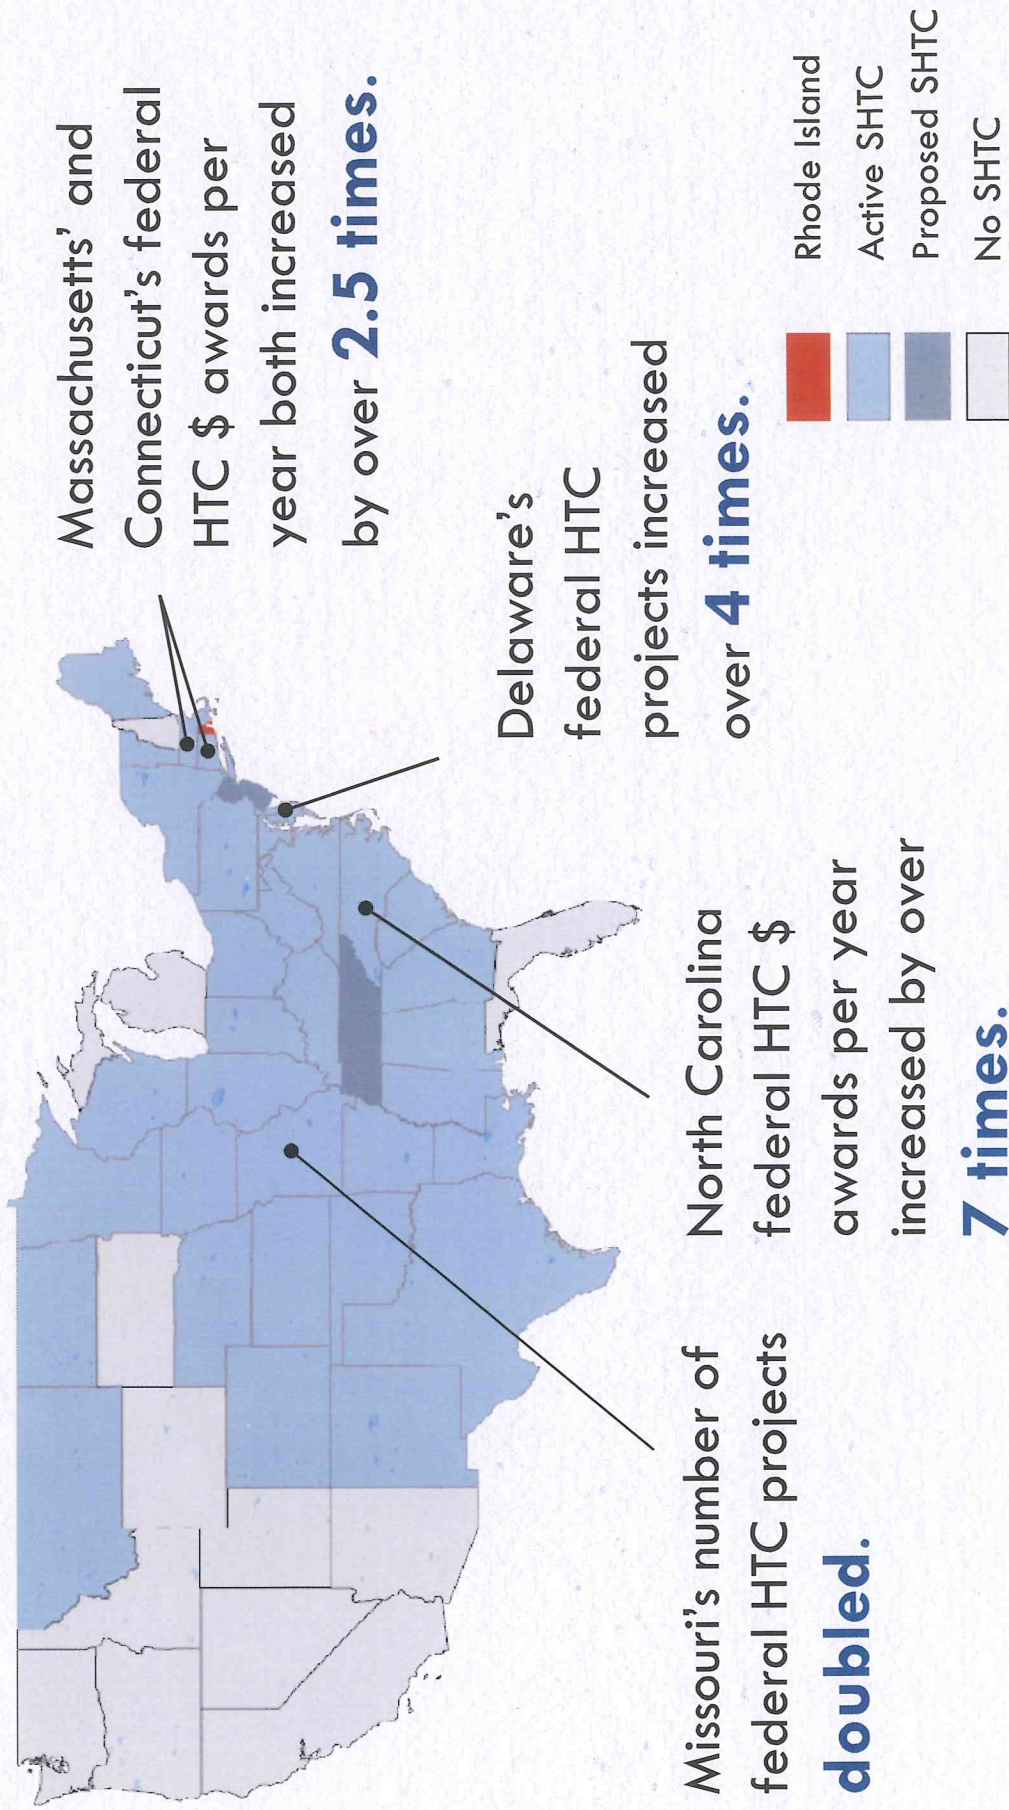 Massachusetts' and
Connecticut's federal
HTC $ awards per
year both increased
by over 2.5 times.
Delaware's
federal HTC
projects increased
over 4 times.
North Carolina
federal HTC $
awards per year
increased by over
7 times.
Missouri's number of
federal HTC projects
doubled.
Rhode Island
Active SHTC
Proposed SHTC
No SHTC